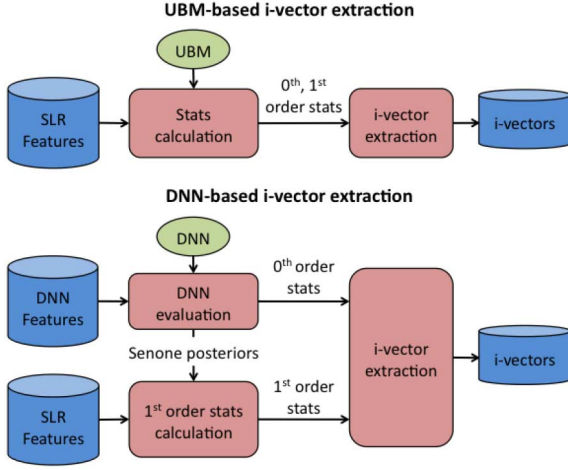 UBM-based i-vector extraction
UBM
0th, 1st
order stats
SLR
Features
Stats
calculation
i-vector
extraction
i-vectors
DNN-based i-vector extraction
DNN
0th order
stats
DNN
Features
DNN
evaluation
Senone posteriors
i-vector
extraction
i-vectors
SLR
Features
1st order stats
calculation
1st order
stats